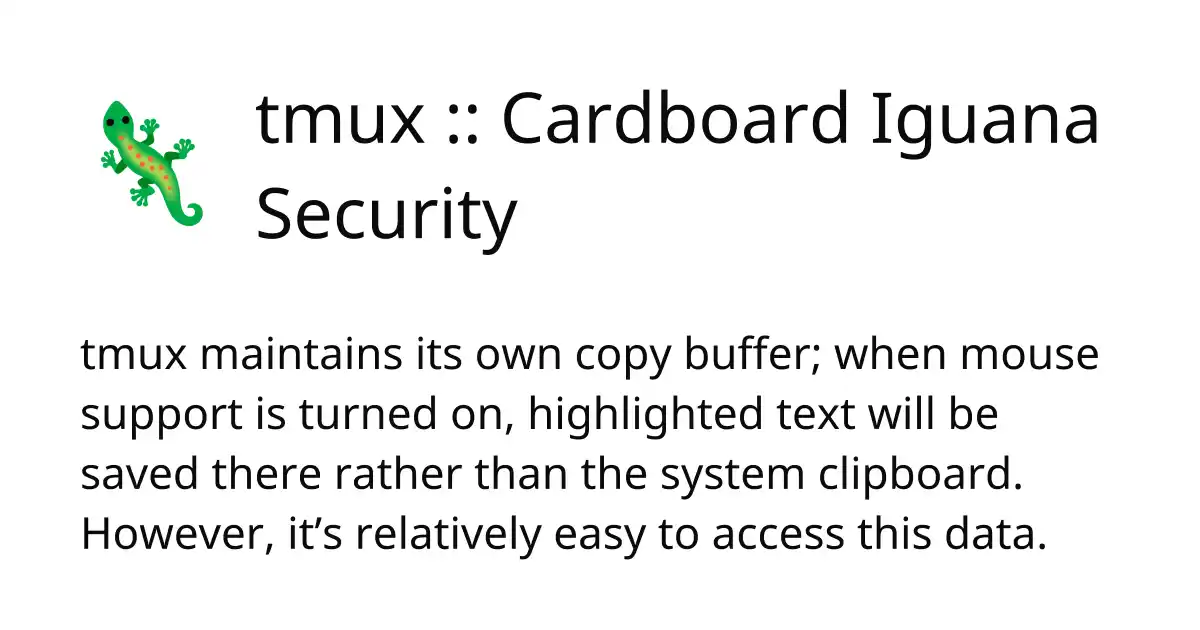 tmux :: Cardboard Iguana
Security
tmux maintains its own copy buffer; when mouse
support is turned on, highlighted text will be
saved there rather than the system clipboard.
However, it’s relatively easy to access this data.